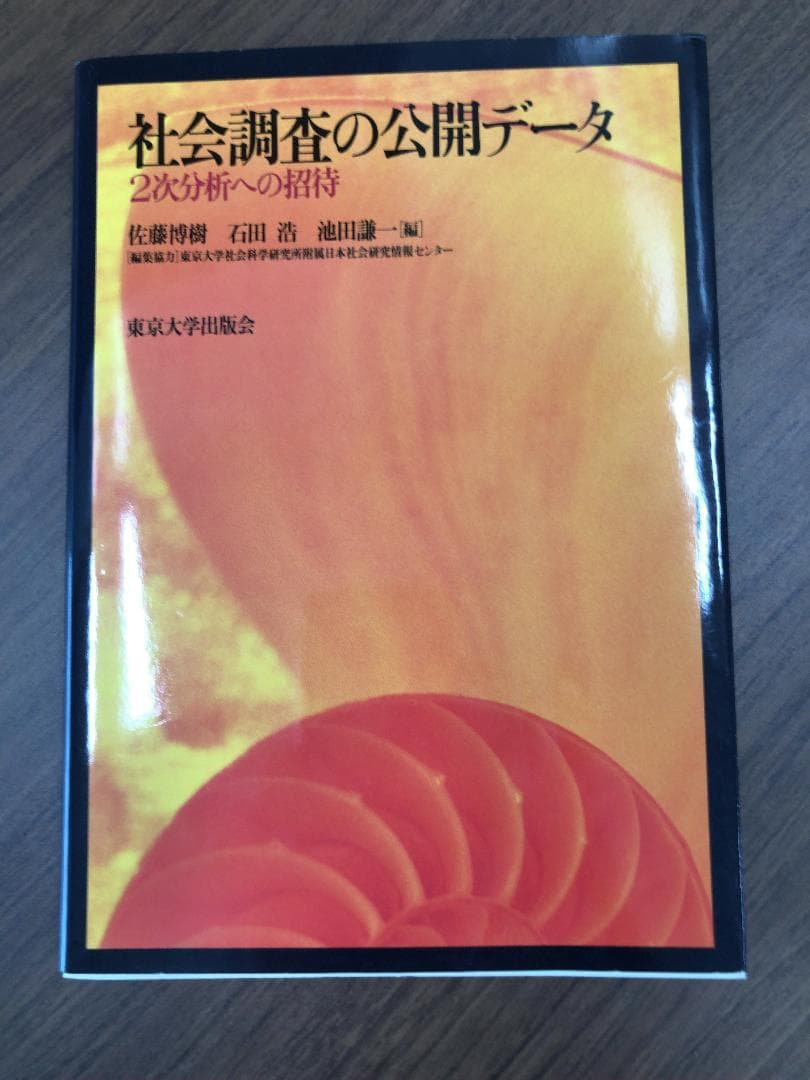 社会調査の公開データ
2次分析への招待
佐藤博樹 石田 浩 池田謙一[編]
[編集協力]東京大学社会科学研究所附属日本社会研究情報センター
東京大学出版会